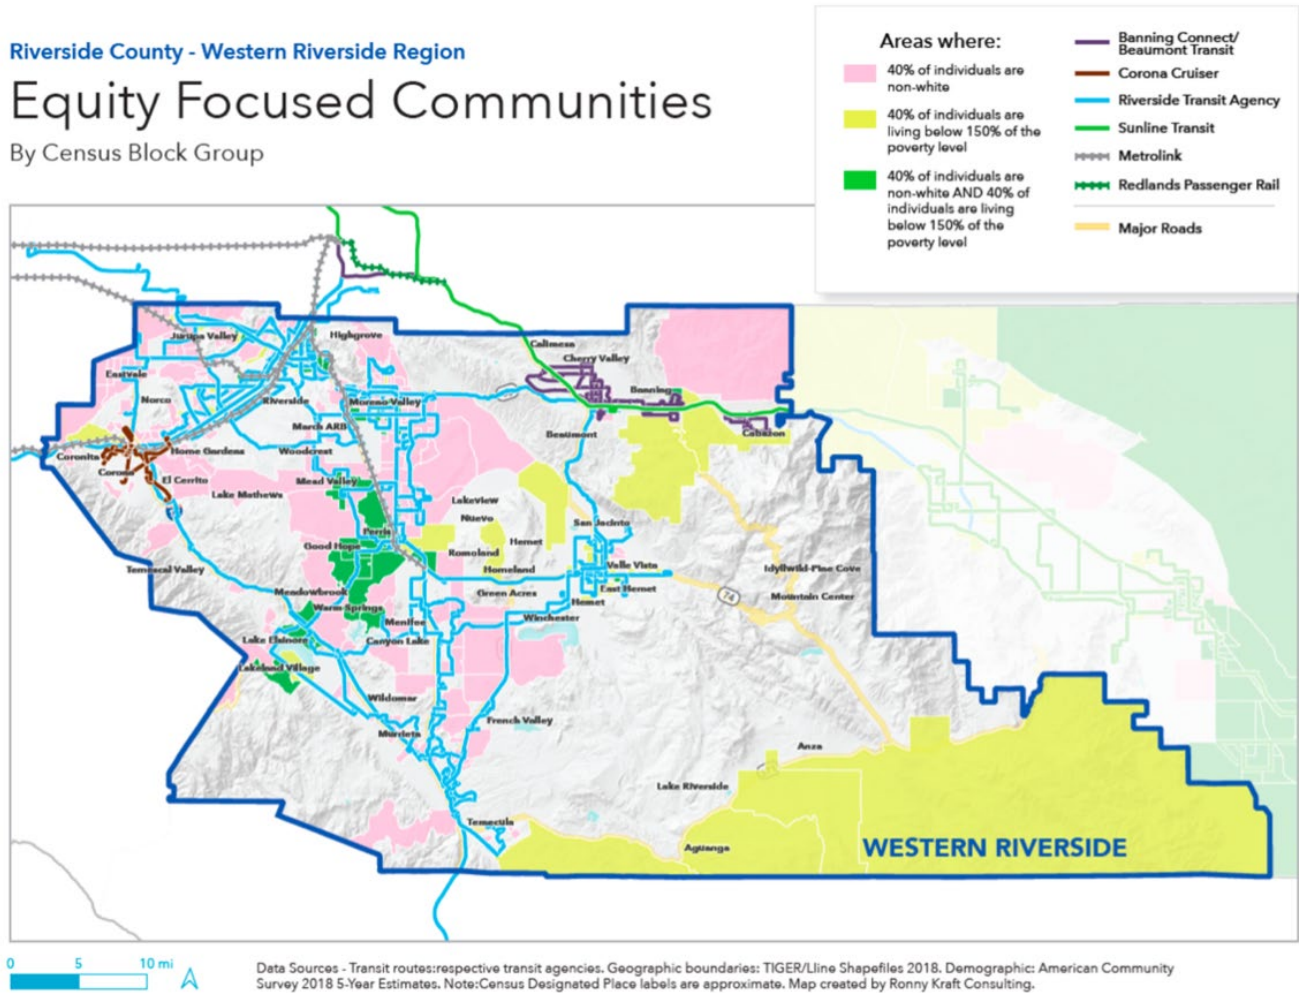 Riverside County - Western Riverside Region
Equity Focused Communities
By Census Block Group
Areas where:
40% of individuals are
non-white
40% of individuals are
living below 150% of the
poverty level
40% of individuals are
non-white AND 40% of
individuals are living
below 150% of the
poverty level
Banning Connect/
Beaumont Transit
Corona Cruiser
Riverside Transit Agency
Sunline Transit
Metrolink
Redlands Passenger Rail
Major Roads
Jurupa Valley
Highgrove
Calimesa
Cherry Valley
Eastvale
Banning
Norco
Riverside
Moreno Valley
March ARB
Beaumont
Cabazon
Coronita
Home Gardens
Woodcrest
Corona
El Cerrito
Mead Valley
Lake Mathews
Lakeview
Nuevo
San Jacinto
Perris
Good Hope
Hemet
Romoland
Homeland
Valle Vista
Idyllwild-Pine Cove
Temescal Valley
Meadowbrook
Green Acres
East Hemet
Hemet
74
Mountain Center
Warm Springs
Menifee
Winchester
Lake Elsinore
Canyon Lake
Lakeland Village
Wildomar
French Valley
Murrieta
Anza
Lake Riverside
Temecula
Aguanga
WESTERN RIVERSIDE
0 5 10 mi
Data Sources - Transit routes:respective transit agencies. Geographic boundaries: TIGER/Lline Shapefiles 2018. Demographic: American Community
Survey 2018 5-Year Estimates. Note:Census Designated Place labels are approximate. Map created by Ronny Kraft Consulting.